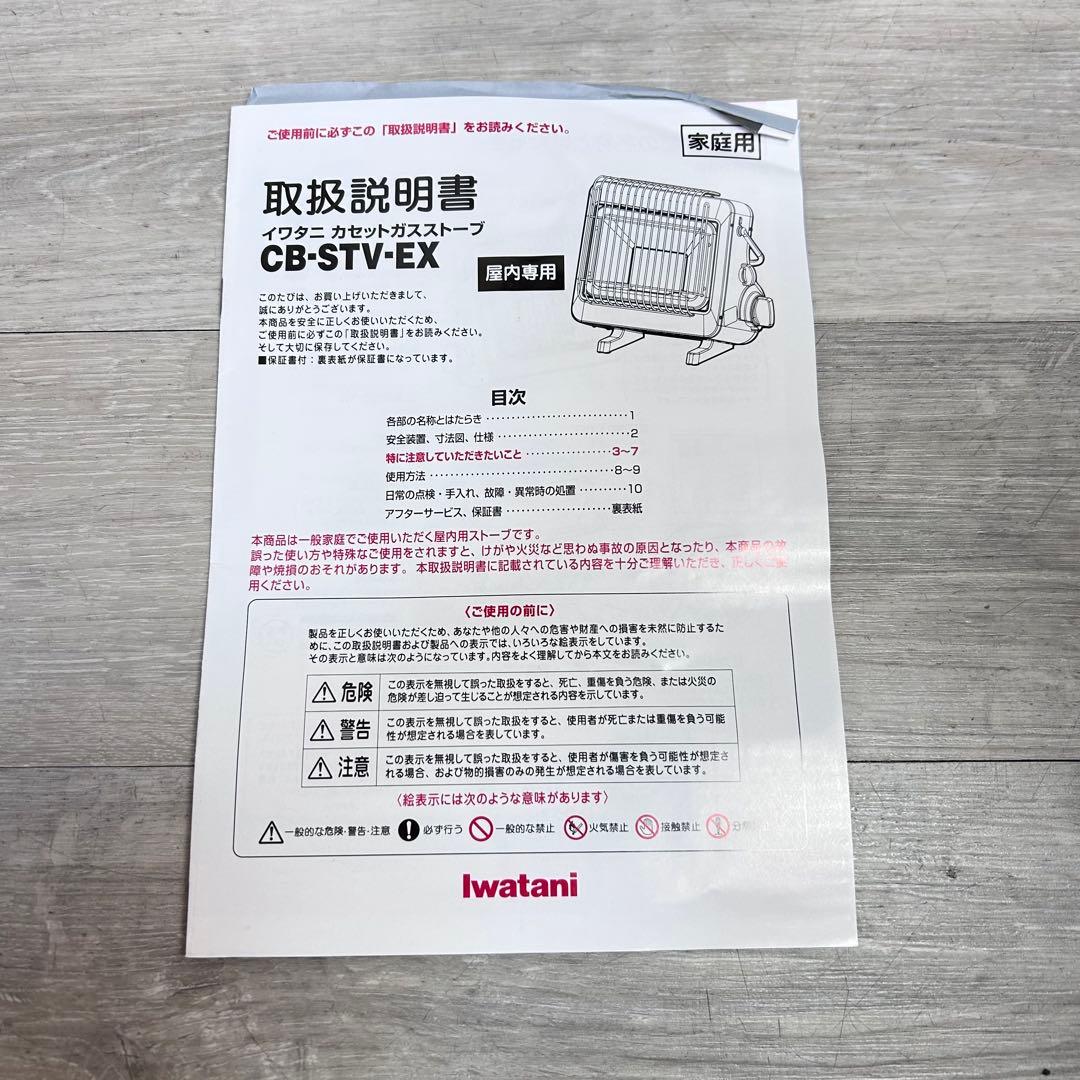 ご使用前に必ずこの「取扱説明書」をお読みください。
家庭用
取扱説明書
イワタニ カセットガスストーブ
CB-STV-EX
屋内専用
このたびは、お買い上げいただきまして、
誠にありがとうございます。
本商品を安全に正しくお使いいただくため、
ご使用前に必ずこの「取扱説明書」をお読みください。
そして大切に保存してください。
■保証書付：裏表紙が保証書になっています。
目次
各部の名称とはたらき ‥‥‥‥‥‥‥‥‥‥‥‥‥1
安全装置、寸法図、仕様 ‥‥‥‥‥‥‥‥‥‥‥‥2
特に注意していただきたいこと ‥‥‥‥‥‥‥‥3〜7
使用方法 ‥‥‥‥‥‥‥‥‥‥‥‥‥‥‥‥‥8〜9
日常の点検・手入れ、故障・異常時の処置 ‥‥‥‥‥10
アフターサービス、保証書 ‥‥‥‥‥‥‥‥‥‥裏表紙
本商品は一般家庭でご使用いただく屋内用ストーブです。
誤った使い方や特殊なご使用をされますと、けがや火災など思わぬ事故の原因となったり、本商品の故
障や焼損のおそれがあります。本取扱説明書に記載されている内容を十分ご理解いただき、正しくご使
用ください。
〈ご使用の前に〉
製品を正しくお使いいただくため、あなたや他の人々への危害や財産への損害を未然に防止するた
めに、この取扱説明書および製品への表示では、いろいろな絵表示をしています。
その表示と意味は次のようになっています。内容をよく理解してから本文をお読みください。
危険 この表示を無視して誤った取扱をすると、死亡、重傷を負う危険、または火災の
危険が差し迫って生じることが想定される内容を示しています。
警告 この表示を無視して誤った取扱をすると、使用者が死亡または重傷を負う可能
性が想定される場合を表しています。
注意 この表示を無視して誤った取扱をすると、使用者が傷害を負う可能性が想定さ
れる場合、および物的損害のみの発生が想定される場合を表しています。
〈絵表示には次のような意味があります〉
一般的な危険・警告・注意 必ず行う 一般的な禁止 火気禁止 接触禁止
Iwatani